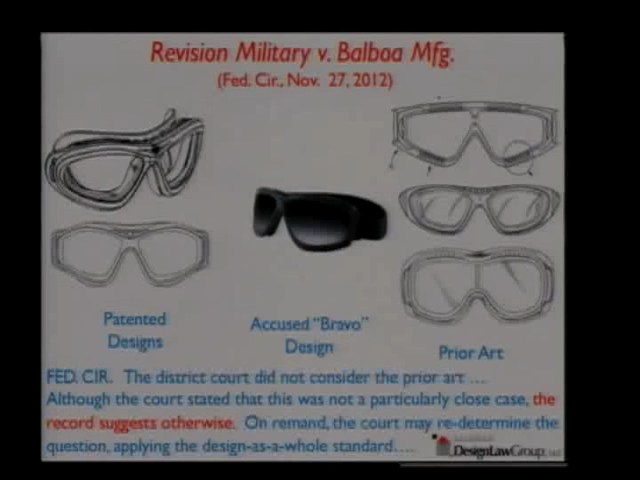 Revision Military v. Balboa Mfg.
(Fed. Cir., Nov. 27, 2012)
Patented
Designs
Accused "Bravo"
Design
Prior Art
FED. CIR. The district court did not consider the prior art ...
Although the court stated that this was not a particularly close case, the
record suggests otherwise. On remand, the court may re-determine the
question, applying the design-as-a-whole standard....
DesignLawGroup, LLC